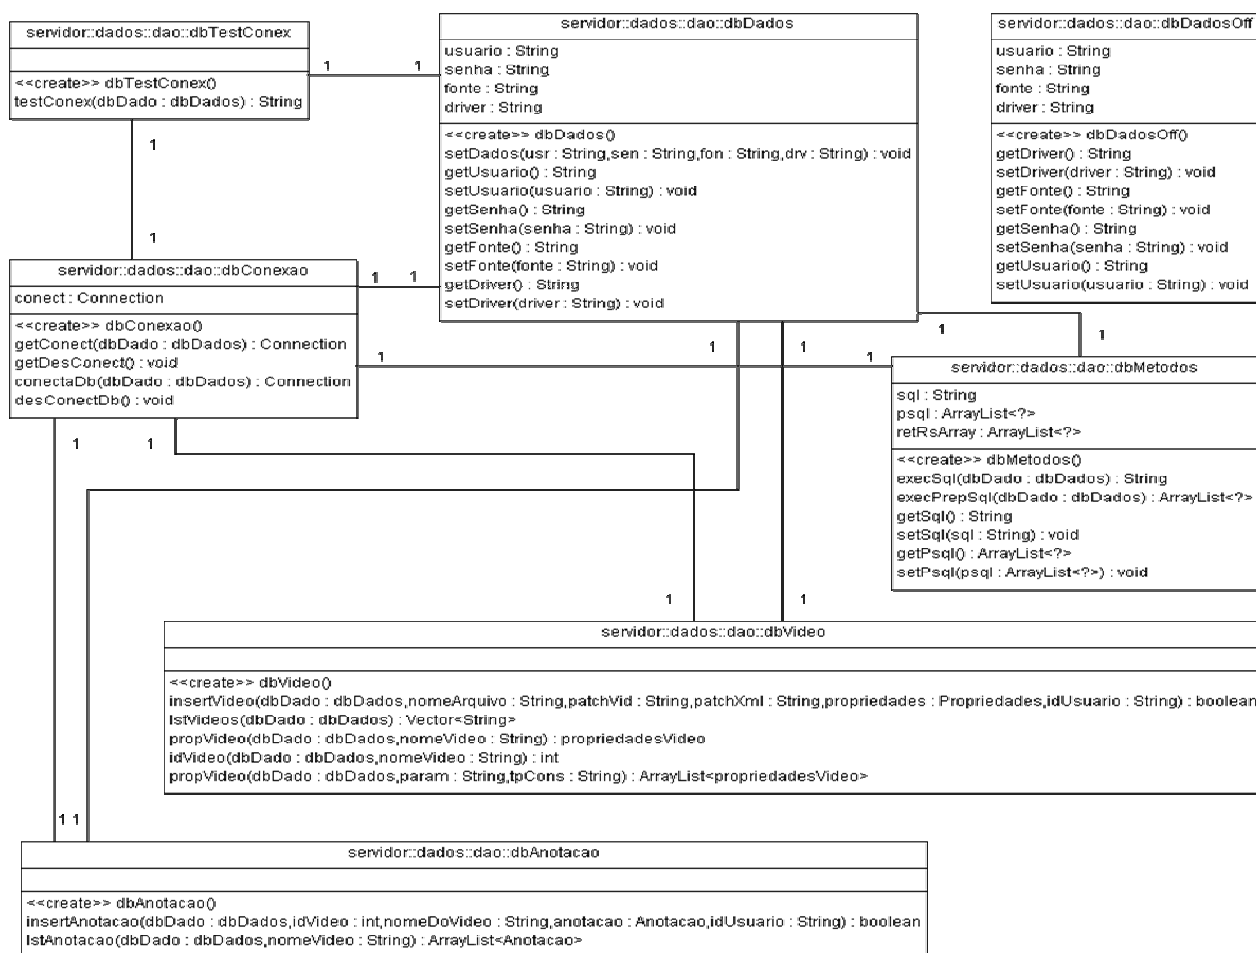 servidor::dados::dao::dbTestConex
<<create>> dbTestConex()
testConex(dbDado : dbDados) : String
servidor::dados::dao::dbDados
usuario : String
senha : String
fonte : String
driver : String
<<create>> dbDados()
setDados(usr : String,sen : String,fon : String,drv : String) : void
getUsuario() : String
setUsuario(usuario : String) : void
getSenha() : String
setSenha(senha : String) : void
getFonte() : String
setFonte(fonte : String) : void
getDriver() : String
setDriver(driver : String) : void
servidor::dados::dao::dbDadosOff
usuario : String
senha : String
fonte : String
driver : String
<<create>> dbDadosOff()
getDriver() : String
setDriver(driver : String) : void
getFonte() : String
setFonte(fonte : String) : void
getSenha() : String
setSenha(senha : String) : void
getUsuario() : String
setUsuario(usuario : String) : void
1 1
1
1
servidor::dados::dao::dbConexao
conect : Connection
<<create>> dbConexao()
getConect(dbDado : dbDados) : Connection
getDesConect() : void
conectaDb(dbDado : dbDados) : Connection
desConectDb() : void
1 1
1 1
1 1
1 1
servidor::dados::dao::dbMetodos
sql : String
psql : ArrayList<?>
retRsArray : ArrayList<?>
<<create>> dbMetodos()
execSql(dbDado : dbDados) : String
execPrepSql(dbDado : dbDados) : ArrayList<?>
getSql() : String
setSql(sql : String) : void
getPsql() : ArrayList<?>
setPsql(psql : ArrayList<?>) : void
1 1
1 1
servidor::dados::dao::dbVideo
<<create>> dbVideo()
insertVideo(dbDado : dbDados,nomeArquivo : String,patchVid : String,patchXml : String,propriedades : Propriedades,idUsuario : String) : boolean
lstVideos(dbDado : dbDados) : Vector<String>
propVideo(dbDado : dbDados,nomeVideo : String) : propriedadesVideo
idVideo(dbDado : dbDados,nomeVideo : String) : int
propVideo(dbDado : dbDados,param : String,tpCons : String) : ArrayList<propriedadesVideo>
1 1
servidor::dados::dao::dbAnotacao
<<create>> dbAnotacao()
insertAnotacao(dbDado : dbDados,idVideo : int,nomeDoVideo : String,anotacao : Anotacao,idUsuario : String) : boolean
lstAnotacao(dbDado : dbDados,nomeVideo : String) : ArrayList<Anotacao>